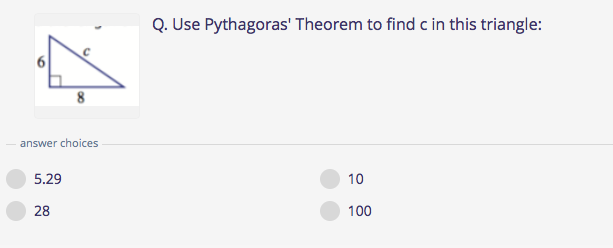 Q. Use Pythagoras' Theorem to find c in this triangle:
6
c
8
answer choices
5.29
10
28
100